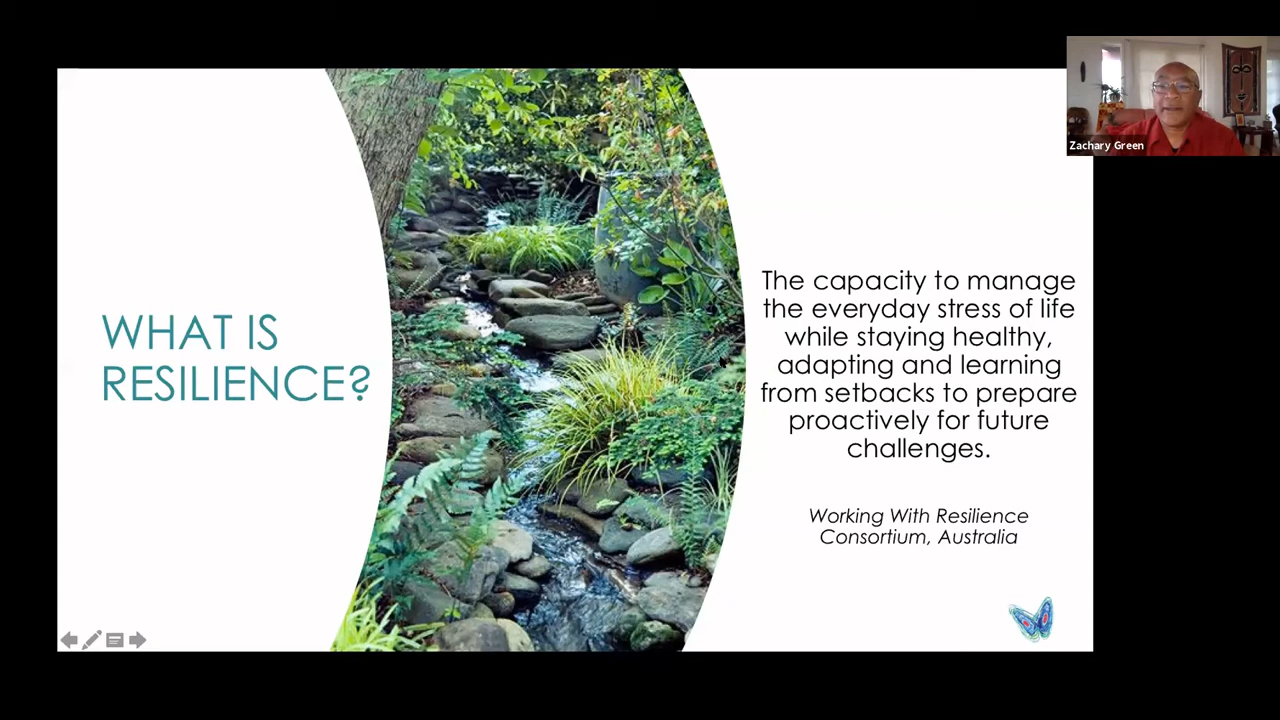 Zachary Green
WHAT IS
RESILIENCE?
The capacity to manage
the everyday stress of life
while staying healthy,
adapting and learning
from setbacks to prepare
proactively for future
challenges.
Working With Resilience
Consortium, Australia